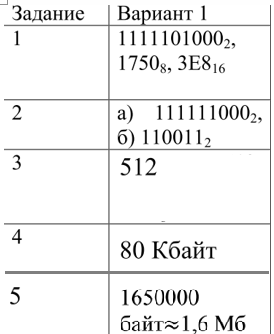 Задание Вариант 1
1 1111101000₂,
1750₈, 3E8₁₆
2 а) 111111000₂,
б) 110011₂
3 512
4 80 Кбайт
5 1650000
байт≈1,6 Мб